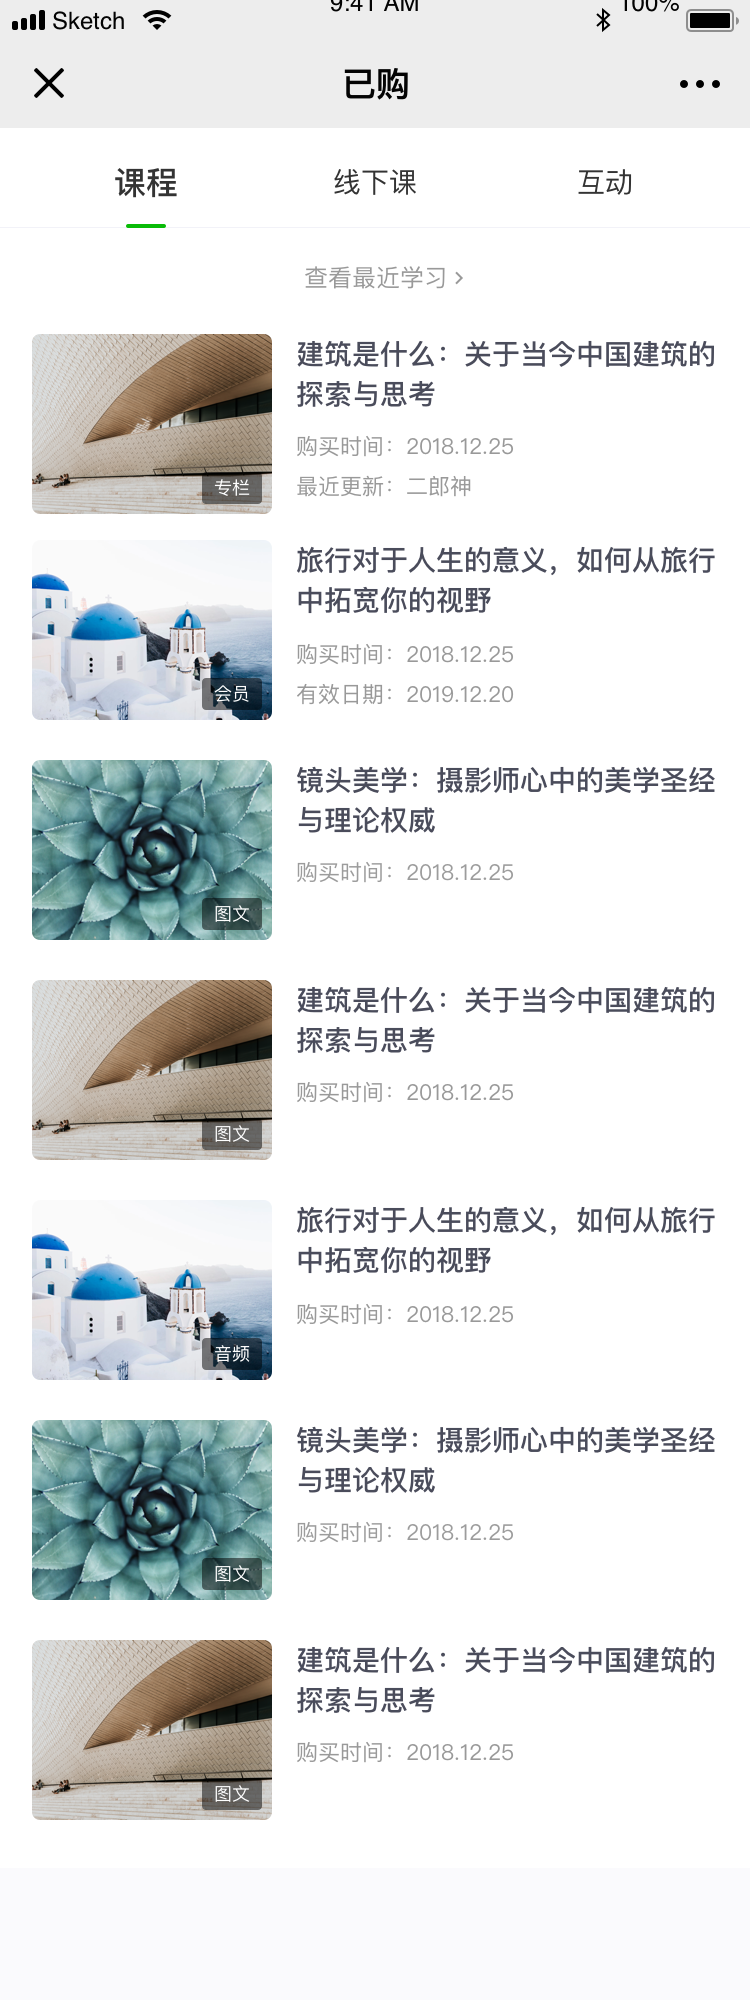 Sketch 9:41 AM 100%
已购
课程 线下课 互动
查看最近学习
建筑是什么：关于当今中国建筑的
探索与思考
购买时间：2018.12.25
最近更新：二郎神
专栏
旅行对于人生的意义，如何从旅行
中拓宽你的视野
购买时间：2018.12.25
有效日期：2019.12.20
会员
镜头美学：摄影师心中的美学圣经
与理论权威
购买时间：2018.12.25
图文
建筑是什么：关于当今中国建筑的
探索与思考
购买时间：2018.12.25
图文
旅行对于人生的意义，如何从旅行
中拓宽你的视野
购买时间：2018.12.25
音频
镜头美学：摄影师心中的美学圣经
与理论权威
购买时间：2018.12.25
图文
建筑是什么：关于当今中国建筑的
探索与思考
购买时间：2018.12.25
图文